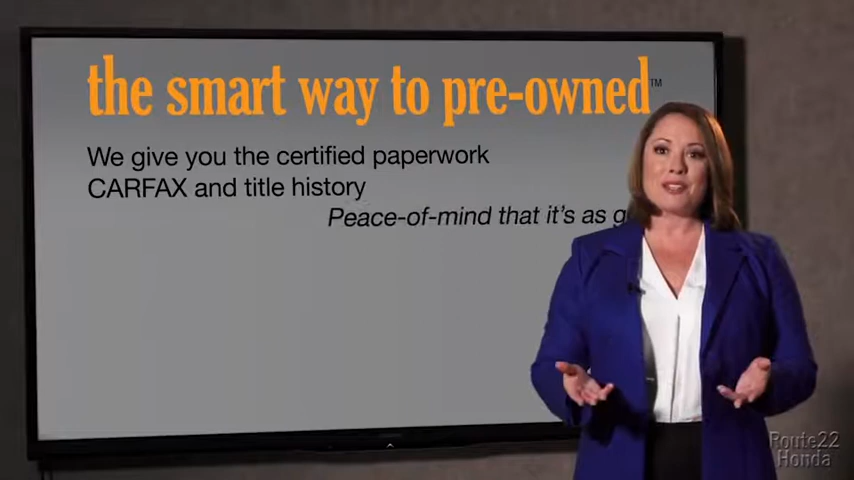 the smart way to pre-owned™
We give you the certified paperwork
CARFAX and title history
Peace-of-mind that it's as
Route22
Honda